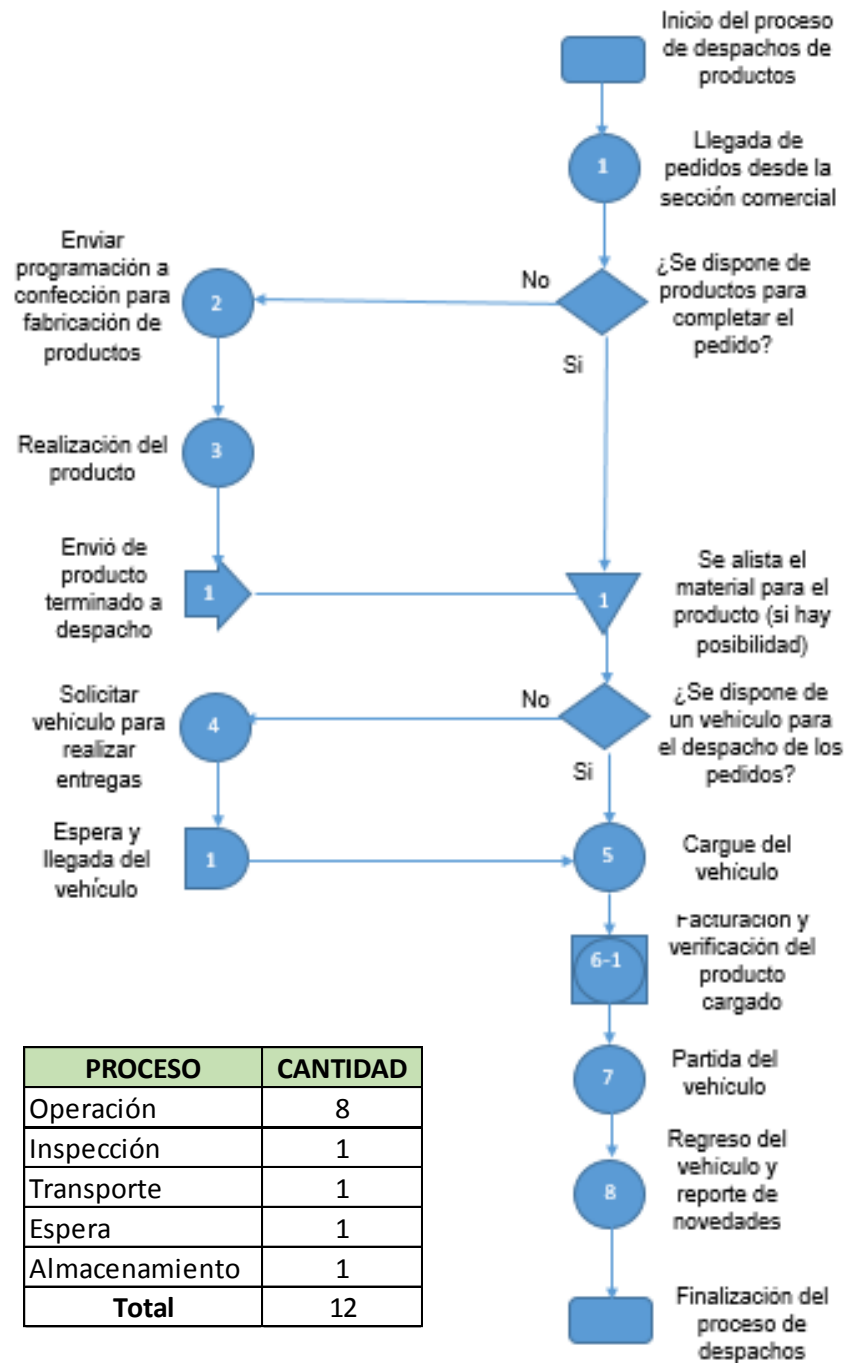 Inicio del proceso
de despachos de
productos
1
Llegada de
pedidos desde la
sección comercial
Enviar
programación a
confección para
fabricación de
productos
2
No
¿Se dispone de
productos para
completar el
pedido?
Si
Realización del
producto
3
Envió de
producto
terminado a
despacho
1
1
Se alista el
material para el
producto (si hay
posibilidad)
Solicitar
vehículo para
realizar
entregas
4
No
¿Se dispone de
un vehículo para
el despacho de los
pedidos?
Si
Espera y
llegada del
vehículo
1
5
Cargue del
vehículo
6-1
Facturación y
verificación del
producto
cargado
7
Partida del
vehículo
8
Regreso del
vehículo y
reporte de
novedades
Finalización del
proceso de
despachos
PROCESO CANTIDAD
Operación 8
Inspección 1
Transporte 1
Espera 1
Almacenamiento 1
Total 12